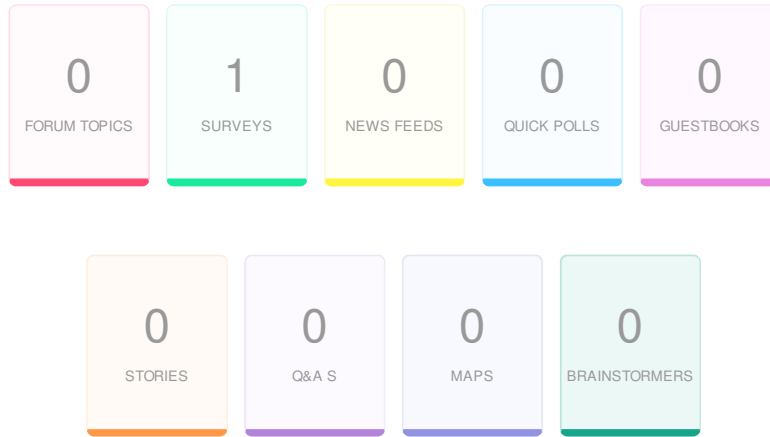 0
FORUM TOPICS
1
SURVEYS
0
NEWS FEEDS
0
QUICK POLLS
0
GUESTBOOKS
0
STORIES
0
Q&A S
0
MAPS
0
BRAINSTORMERS